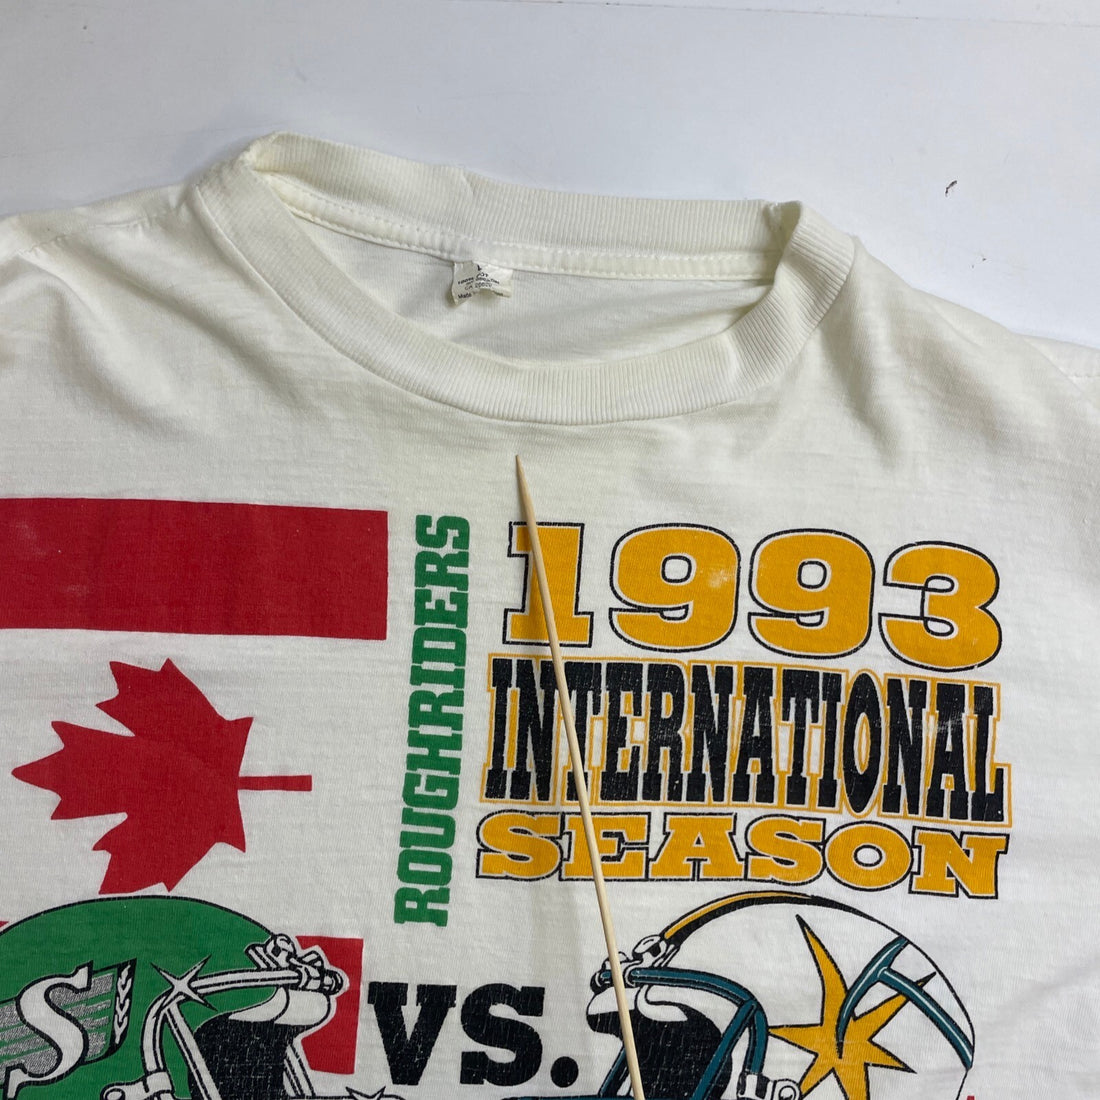 ROUGHRIDERS
1993
INTERNATIONAL
SEASON
S
VS.